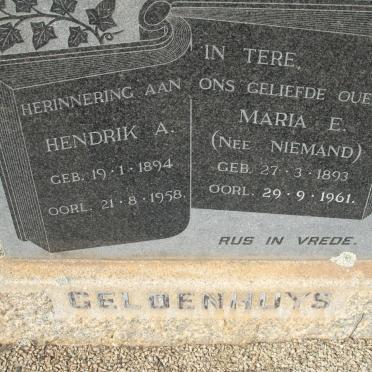 IN TERE.
HERINNERING AAN ONS GELIEFDE OUE
HENDRIK A.
GEB. 19·1·1894
OORL. 21·8·1958.
MARIA E.
(NEE NIEMAND)
GEB. 27·3·1893
OORL. 29·9·1961.
RUS IN VREDE.
GELDENHUYS